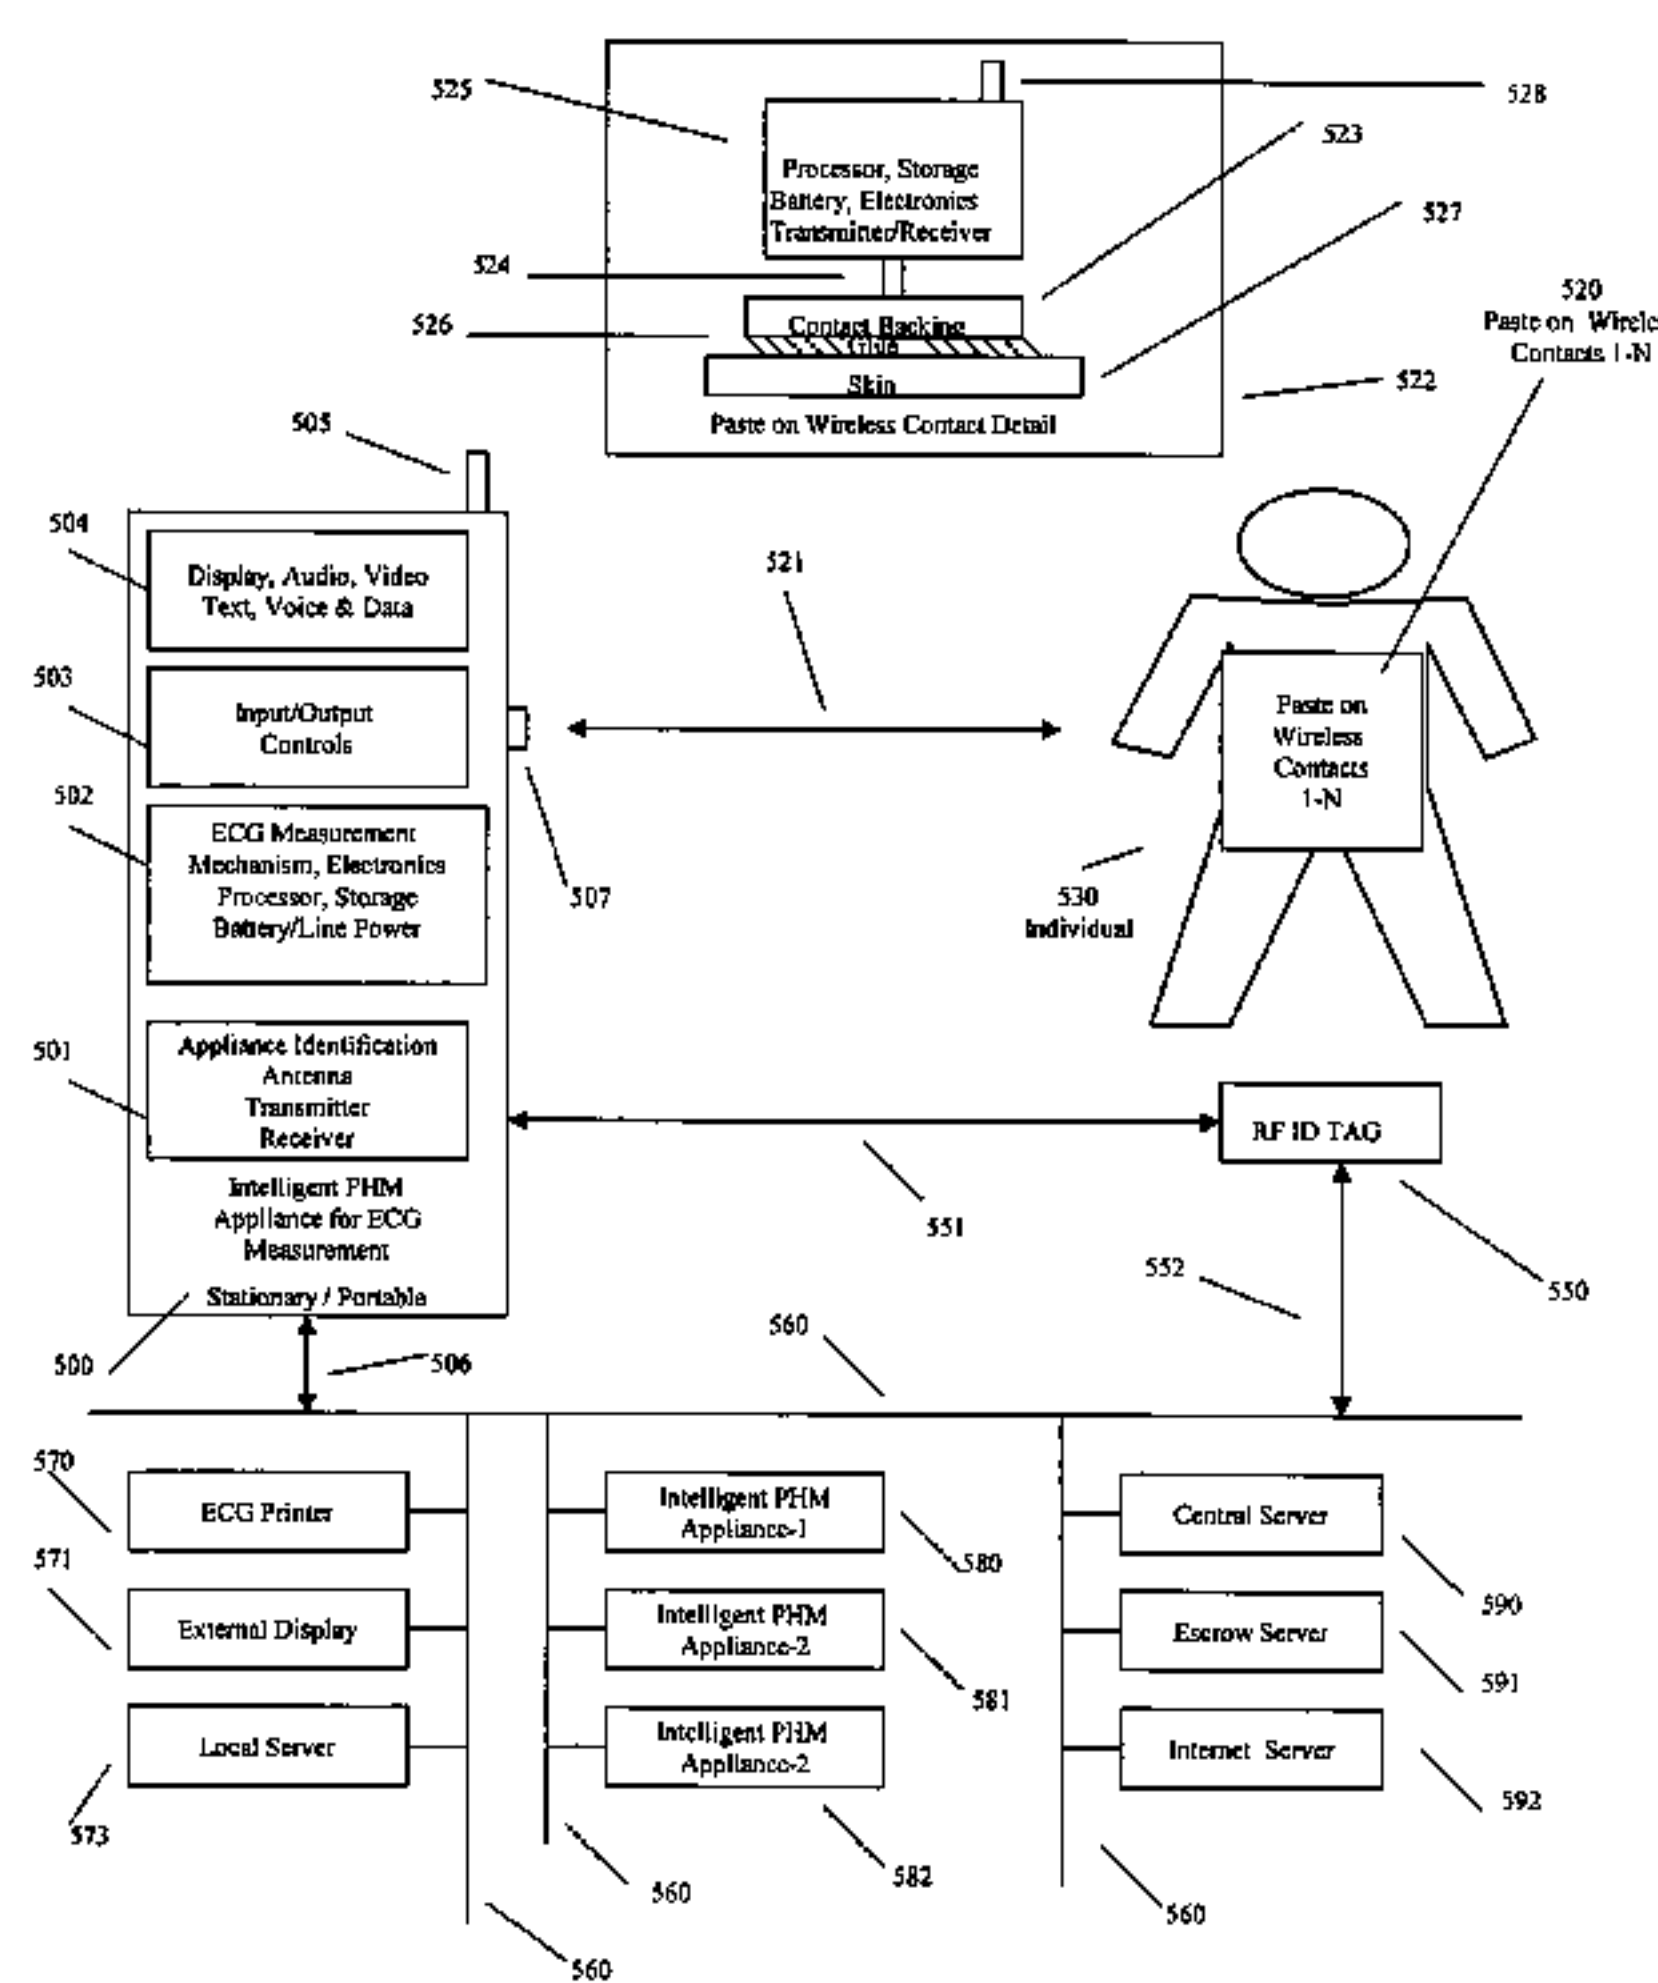 525
528
523
Processor, Storage
Battery, Electronics
Transmitter/Receiver
527
524
520
Paste on Wirele
Contacts 1-N
526
Contact Backing
Glue
Skin
522
Paste on Wireless Contact Detail
505
504
Display, Audio, Video
Text, Voice & Data
521
503
Input/Output
Controls
Paste on
Wireless
Contacts
1-N
502
ECG Measurement
Mechanism, Electronics
Processor, Storage
Battery/Line Power
507
530
Individual
501
Appliance Identification
Antenna
Transmitter
Receiver
RF ID TAG
Intelligent PHM
Appliance for ECG
Measurement
551
552
550
Stationary / Portable
560
500
506
570
ECG Printer
Intelligent PHM
Appliance-1
Central Server
580
571
590
External Display
Intelligent PHM
Appliance-2
Escrow Server
581
591
Local Server
Intelligent PHM
Appliance-2
Internet Server
592
573
582
560
560
560